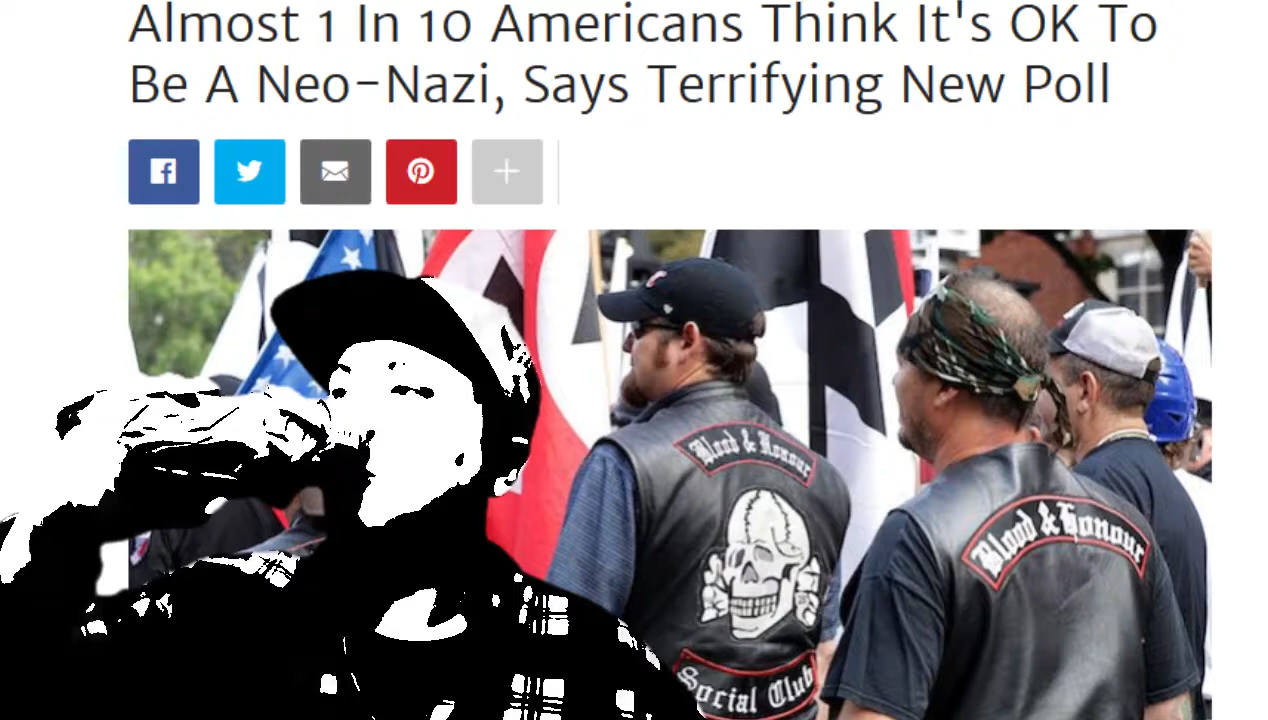 Almost 1 In 10 Americans Think It's OK To
Be A Neo-Nazi, Says Terrifying New Poll
Blood & Honour
Social Club
Blood & Honour